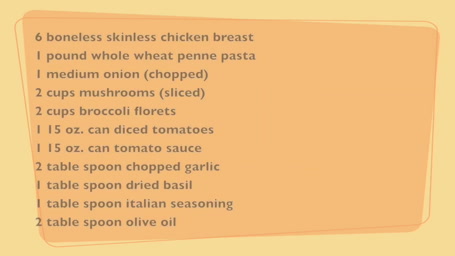 6 boneless skinless chicken breast
1 pound whole wheat penne pasta
1 medium onion (chopped)
2 cups mushrooms (sliced)
2 cups broccoli florets
1 15 oz. can diced tomatoes
1 15 oz. can tomato sauce
2 table spoon chopped garlic
1 table spoon dried basil
1 table spoon italian seasoning
2 table spoon olive oil